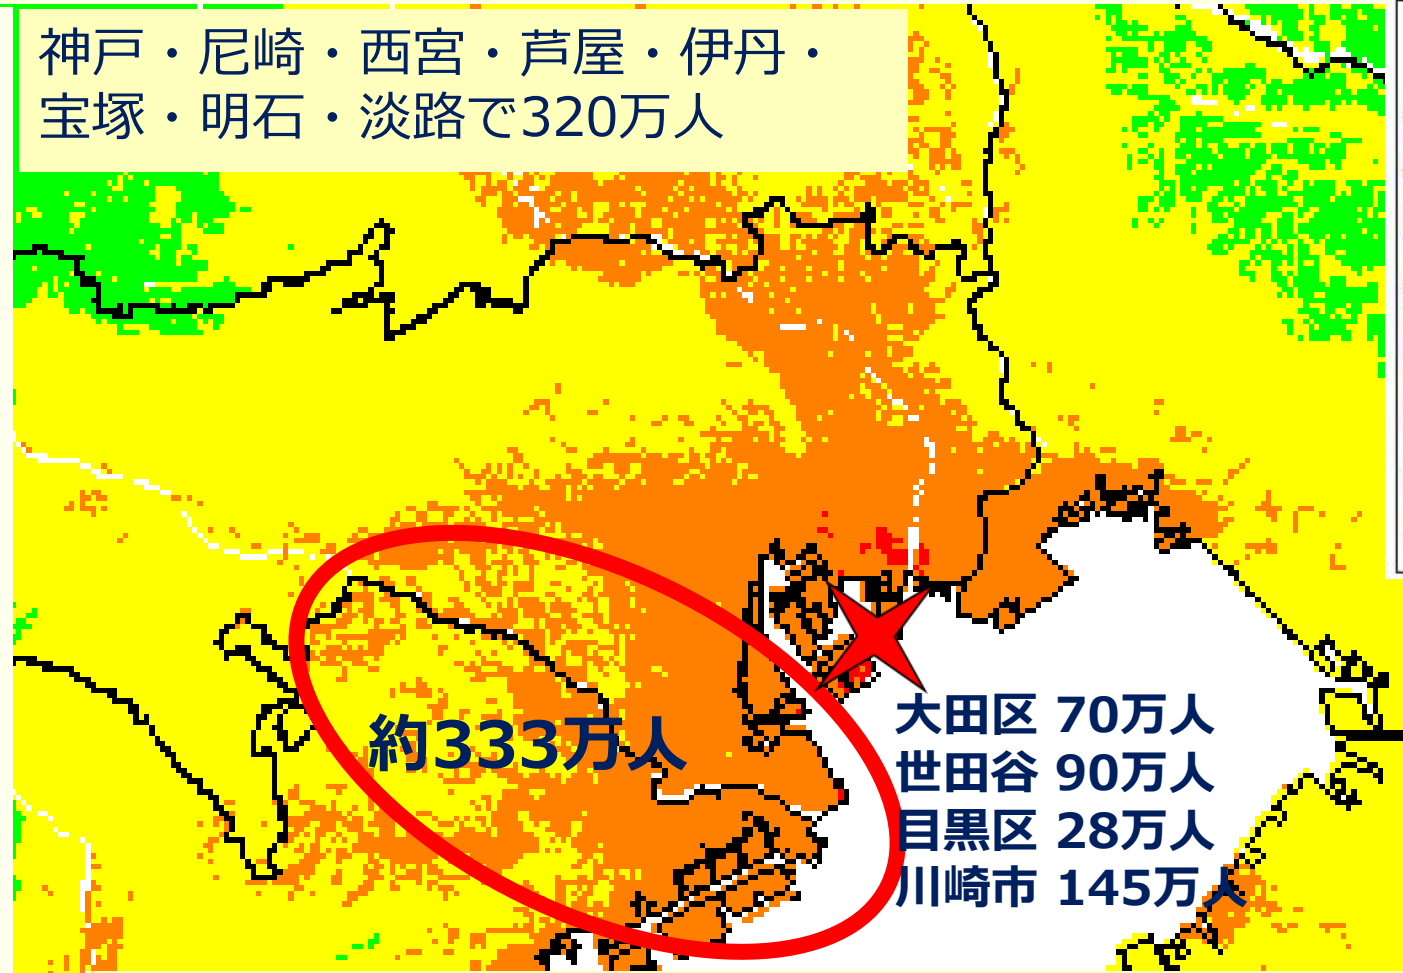 神戸・尼崎・西宮・芦屋・伊丹・
宝塚・明石・淡路で320万人
約333万人
大田区 70万人
世田谷 90万人
目黒区 28万人
川崎市 145万人